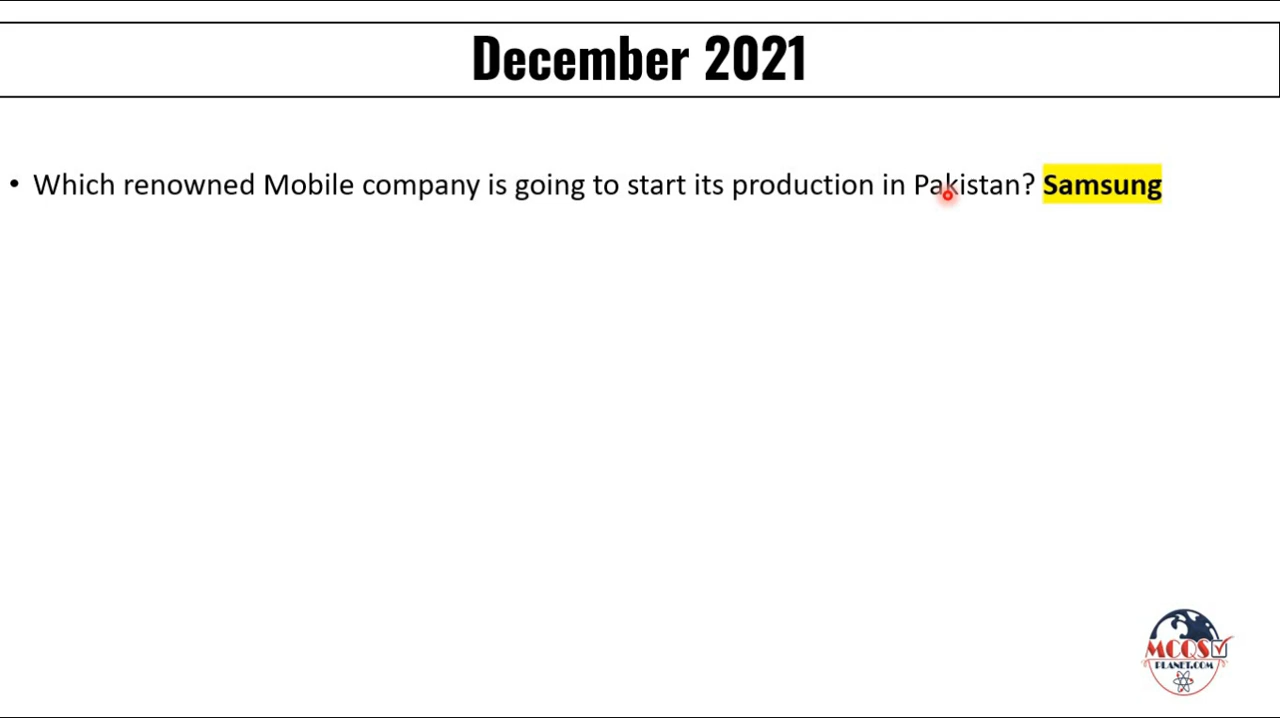 December 2021
• Which renowned Mobile company is going to start its production in Pakistan? Samsung
MCQS
PLANET.COM